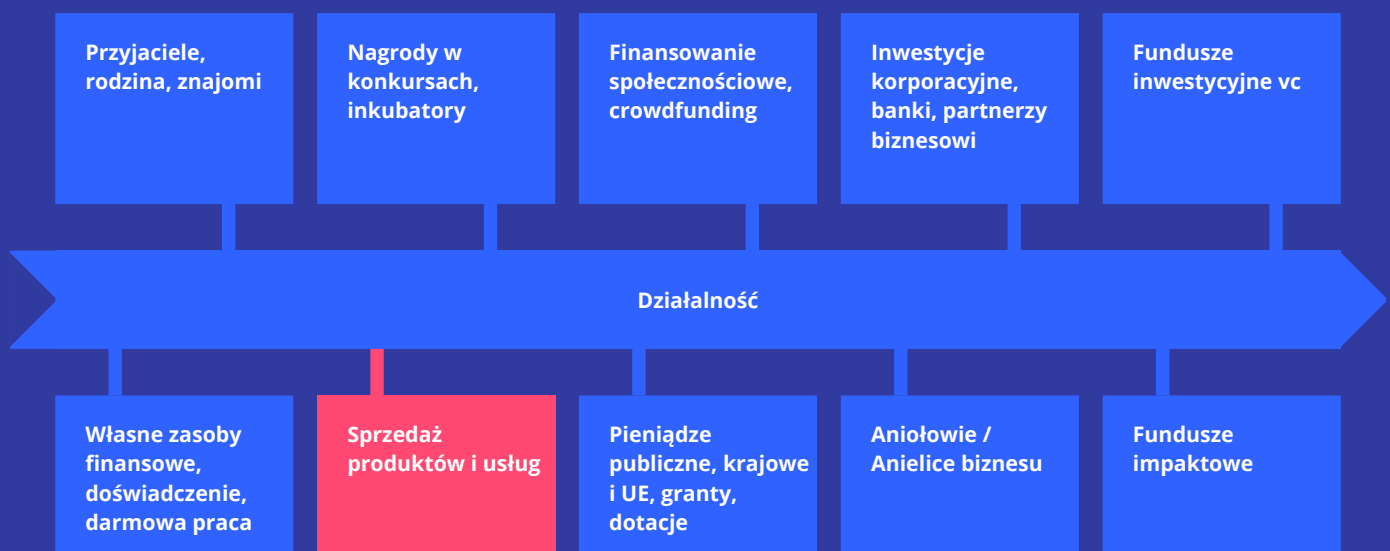 Przyjaciele,
rodzina, znajomi
Nagrody w
konkursach,
inkubatory
Finansowanie
społecznościowe,
crowdfunding
Inwestycje
korporacyjne,
banki, partnerzy
biznesowi
Fundusze
inwestycyjne vc
Działalność
Własne zasoby
finansowe,
doświadczenie,
darmowa praca
Sprzedaż
produktów i usług
Pieniądze
publiczne, krajowe
i UE, granty,
dotacje
Aniołowie /
Anielice biznesu
Fundusze
impaktowe